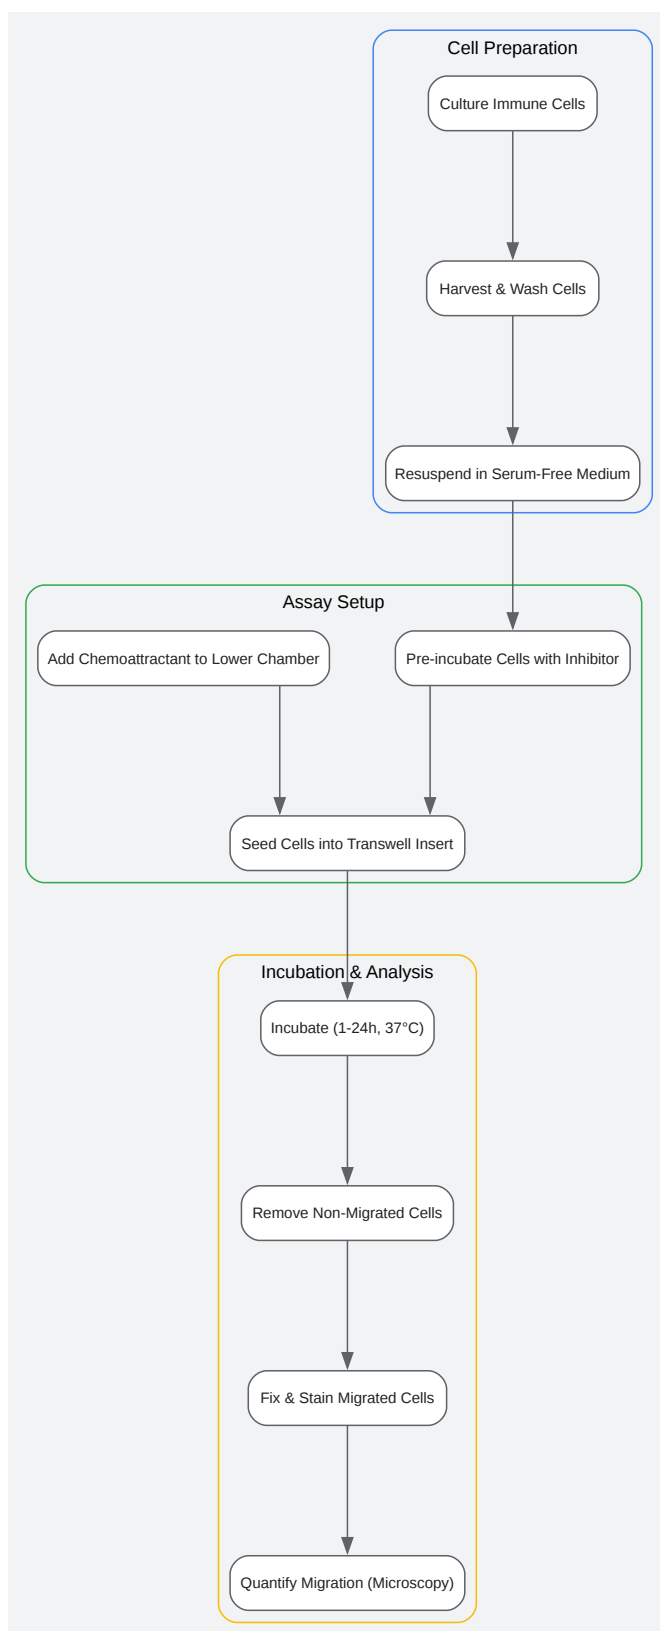 Cell Preparation
Culture Immune Cells
Harvest & Wash Cells
Resuspend in Serum-Free Medium
Assay Setup
Add Chemoattractant to Lower Chamber
Pre-incubate Cells with Inhibitor
Seed Cells into Transwell Insert
Incubation & Analysis
Incubate (1-24h, 37°C)
Remove Non-Migrated Cells
Fix & Stain Migrated Cells
Quantify Migration (Microscopy)